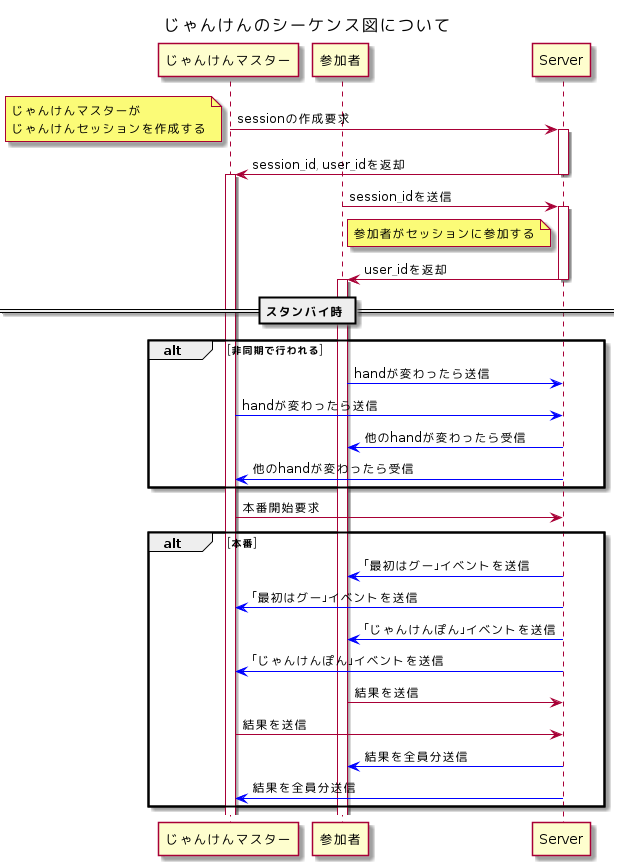 じゃんけんのシーケンス図について
じゃんけんマスター
参加者
Server
じゃんけんマスターが
じゃんけんセッションを作成する
sessionの作成要求
session_id, user_idを返却
session_idを送信
参加者がセッションに参加する
user_idを返却
スタンバイ時
alt [非同期で行われる]
handが変わったら送信
handが変わったら送信
他のhandが変わったら受信
他のhandが変わったら受信
本番開始要求
alt [本番]
「最初はグー」イベントを送信
「最初はグー」イベントを送信
「じゃんけんぽん」イベントを送信
「じゃんけんぽん」イベントを送信
結果を送信
結果を送信
結果を全員分送信
結果を全員分送信
じゃんけんマスター
参加者
Server